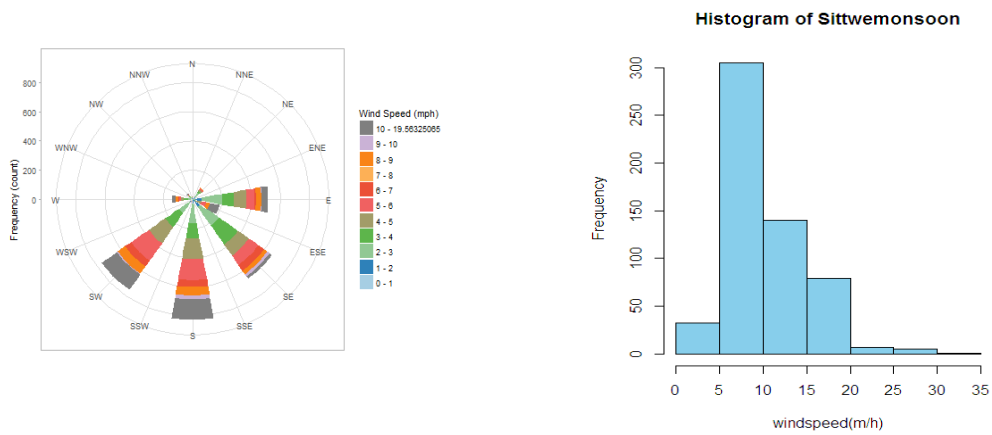 N
NNE
NE
ENE
E
ESE
SE
SSE
S
SSW
SW
WSW
W
WNW
NW
NNW
800
600
400
200
0
Frequency (count)
Wind Speed (mph)
10 - 19.56325065
9 - 10
8 - 9
7 - 8
6 - 7
5 - 6
4 - 5
3 - 4
2 - 3
1 - 2
0 - 1
Histogram of Sittwemonsoon
Frequency
300
250
200
150
100
50
0
0 5 10 15 20 25 30 35
windspeed(m/h)